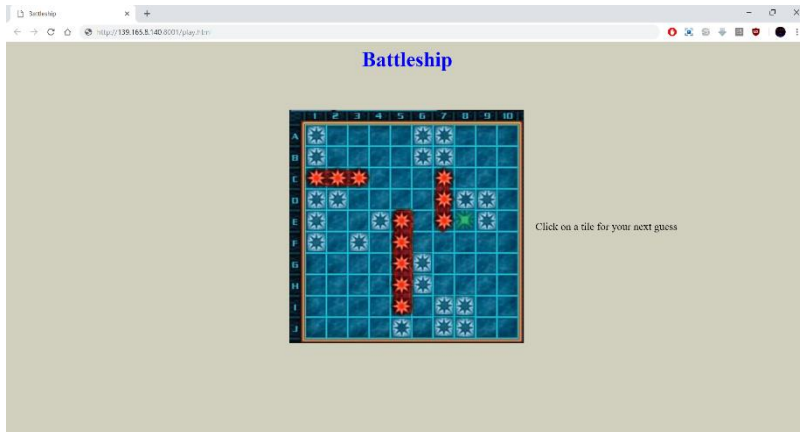 Battleship
http://139.165.8.140:8001/play.html
Battleship
1 2 3 4 5 6 7 8 9 10
A
B
C
D
E
Click on a tile for your next guess
F
G
H
I
J